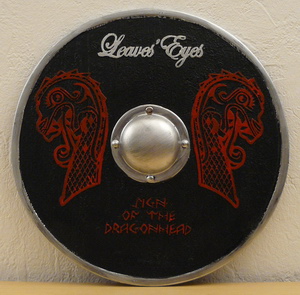 Leaves' Eyes
SIGN
OF THE
DRAGONHEAD